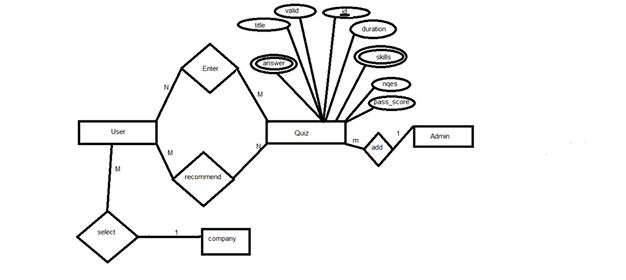 valid
id
title
duration
answer
skills
Enter
nqes
N
M
pass_score
User
Quiz
m
add
1
Admin
M
N
recommend
M
select
1
company